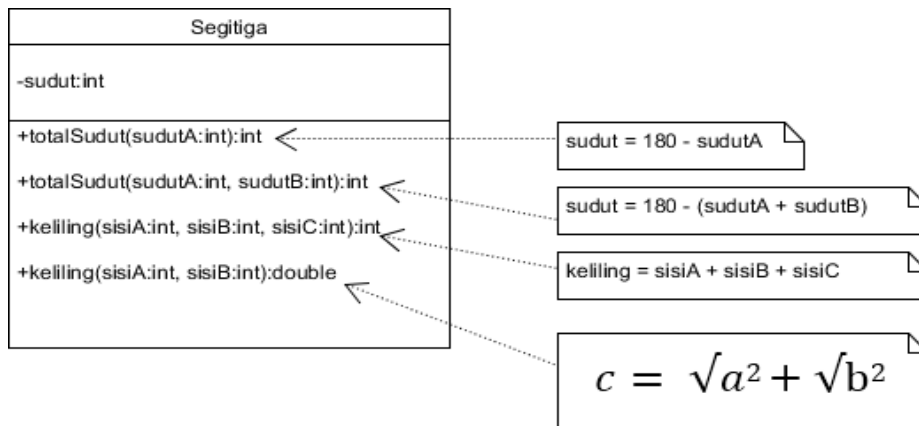 Segitiga
-sudut:int
+totalSudut(sudutA:int):int
+totalSudut(sudutA:int, sudutB:int):int
+keliling(sisiA:int, sisiB:int, sisiC:int):int
+keliling(sisiA:int, sisiB:int):double
sudut = 180 - sudutA
sudut = 180 - (sudutA + sudutB)
keliling = sisiA + sisiB + sisiC
c = √a² + √b²